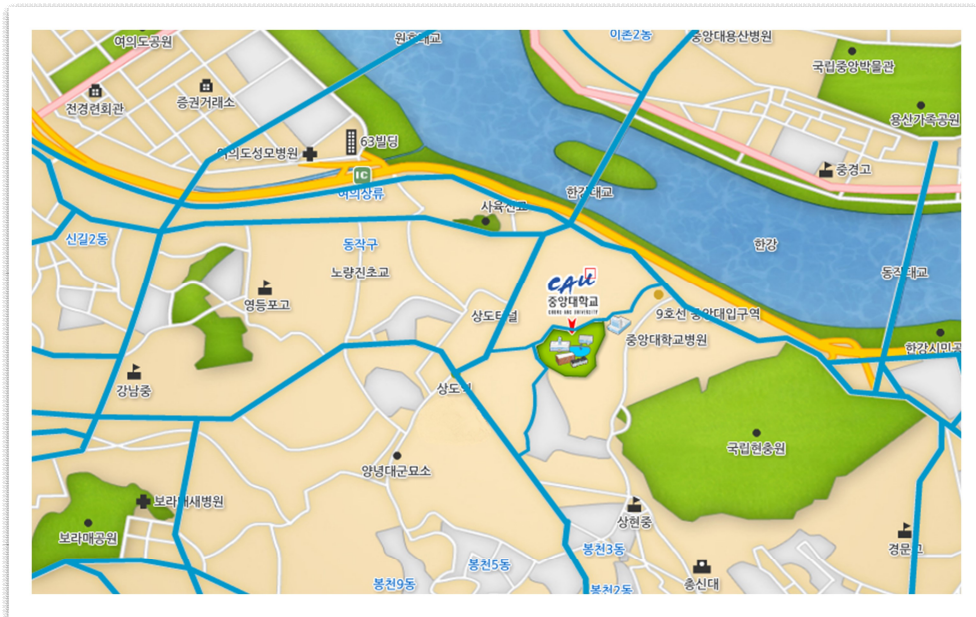 여의도공원
원효대교
이촌2동
중앙대용산병원
국립중앙박물관
전경련회관
증권거래소
용산가족공원
63빌딩
여의도성모병원
중경고
IC
여의상류
한강대교
사육신묘
신길2동
동작구
한강
노량진초교
동작대교
영등포고
CAU
중앙대학교
CHUNG ANG UNIVERSITY
상도터널
9호선 중앙대입구역
중앙대학교병원
한강시민공
강남중
상도역
국립현충원
양녕대군묘소
보라매새병원
상현중
보라매공원
경문고
봉천3동
봉천5동
총신대
봉천9동
봉천2동